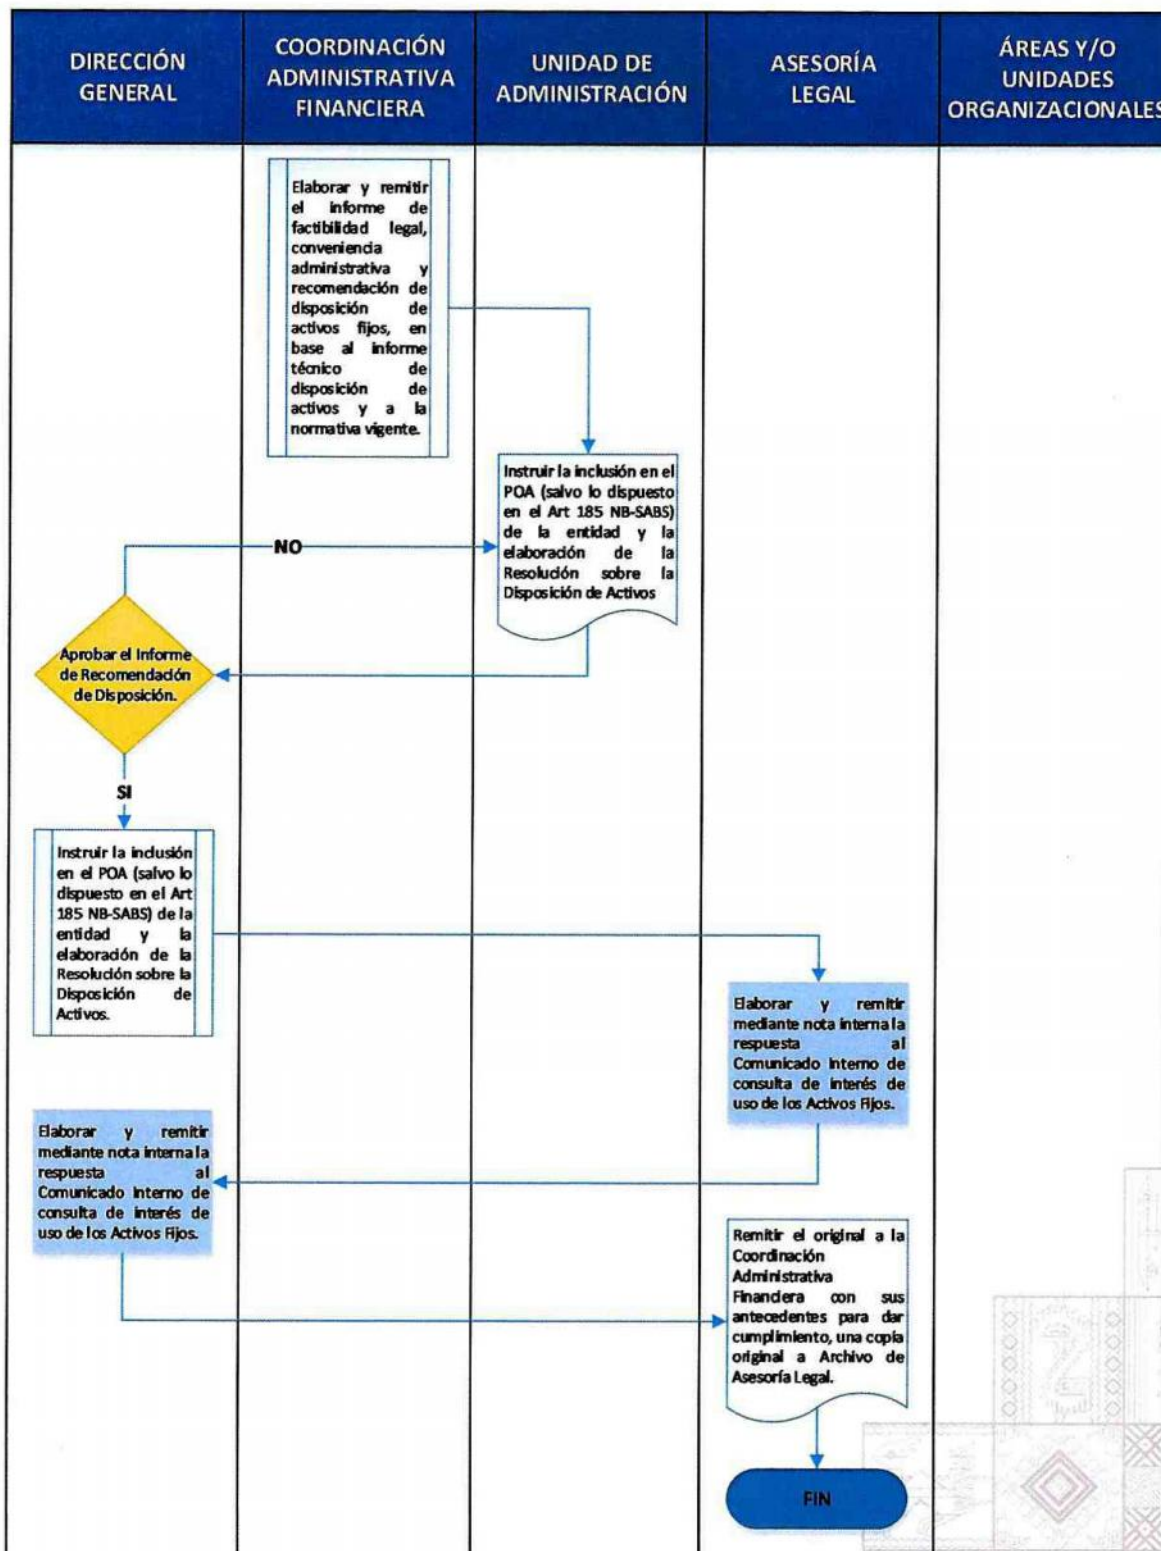 DIRECCIÓN
GENERAL
COORDINACIÓN
ADMINISTRATIVA
FINANCIERA
UNIDAD DE
ADMINISTRACIÓN
ASESORÍA
LEGAL
ÁREAS Y/O
UNIDADES
ORGANIZACIONALES
Elaborar y remitir
el informe de
factibilidad legal,
conveniencia
administrativa y
recomendación de
disposición de
activos fijos, en
base al informe
técnico de
disposición de
activos y a la
normativa vigente.
Instruir la inclusión en el
POA (salvo lo dispuesto
en el Art 185 NB-SABS)
de la entidad y la
elaboración de la
Resolución sobre la
Disposición de Activos
NO
Aprobar el Informe
de Recomendación
de Disposición.
SI
Instruir la inclusión
en el POA (salvo lo
dispuesto en el Art
185 NB-SABS) de la
entidad y la
elaboración de la
Resolución sobre la
Disposición de
Activos.
Elaborar y remitir
mediante nota interna la
respuesta al
Comunicado Interno de
consulta de interés de
uso de los Activos Fijos.
Elaborar y remitir
mediante nota interna la
respuesta al
Comunicado Interno de
consulta de interés de
uso de los Activos Fijos.
Remitir el original a la
Coordinación
Administrativa
Financiera con sus
antecedentes para dar
cumplimiento, una copia
original a Archivo de
Asesoría Legal.
FIN